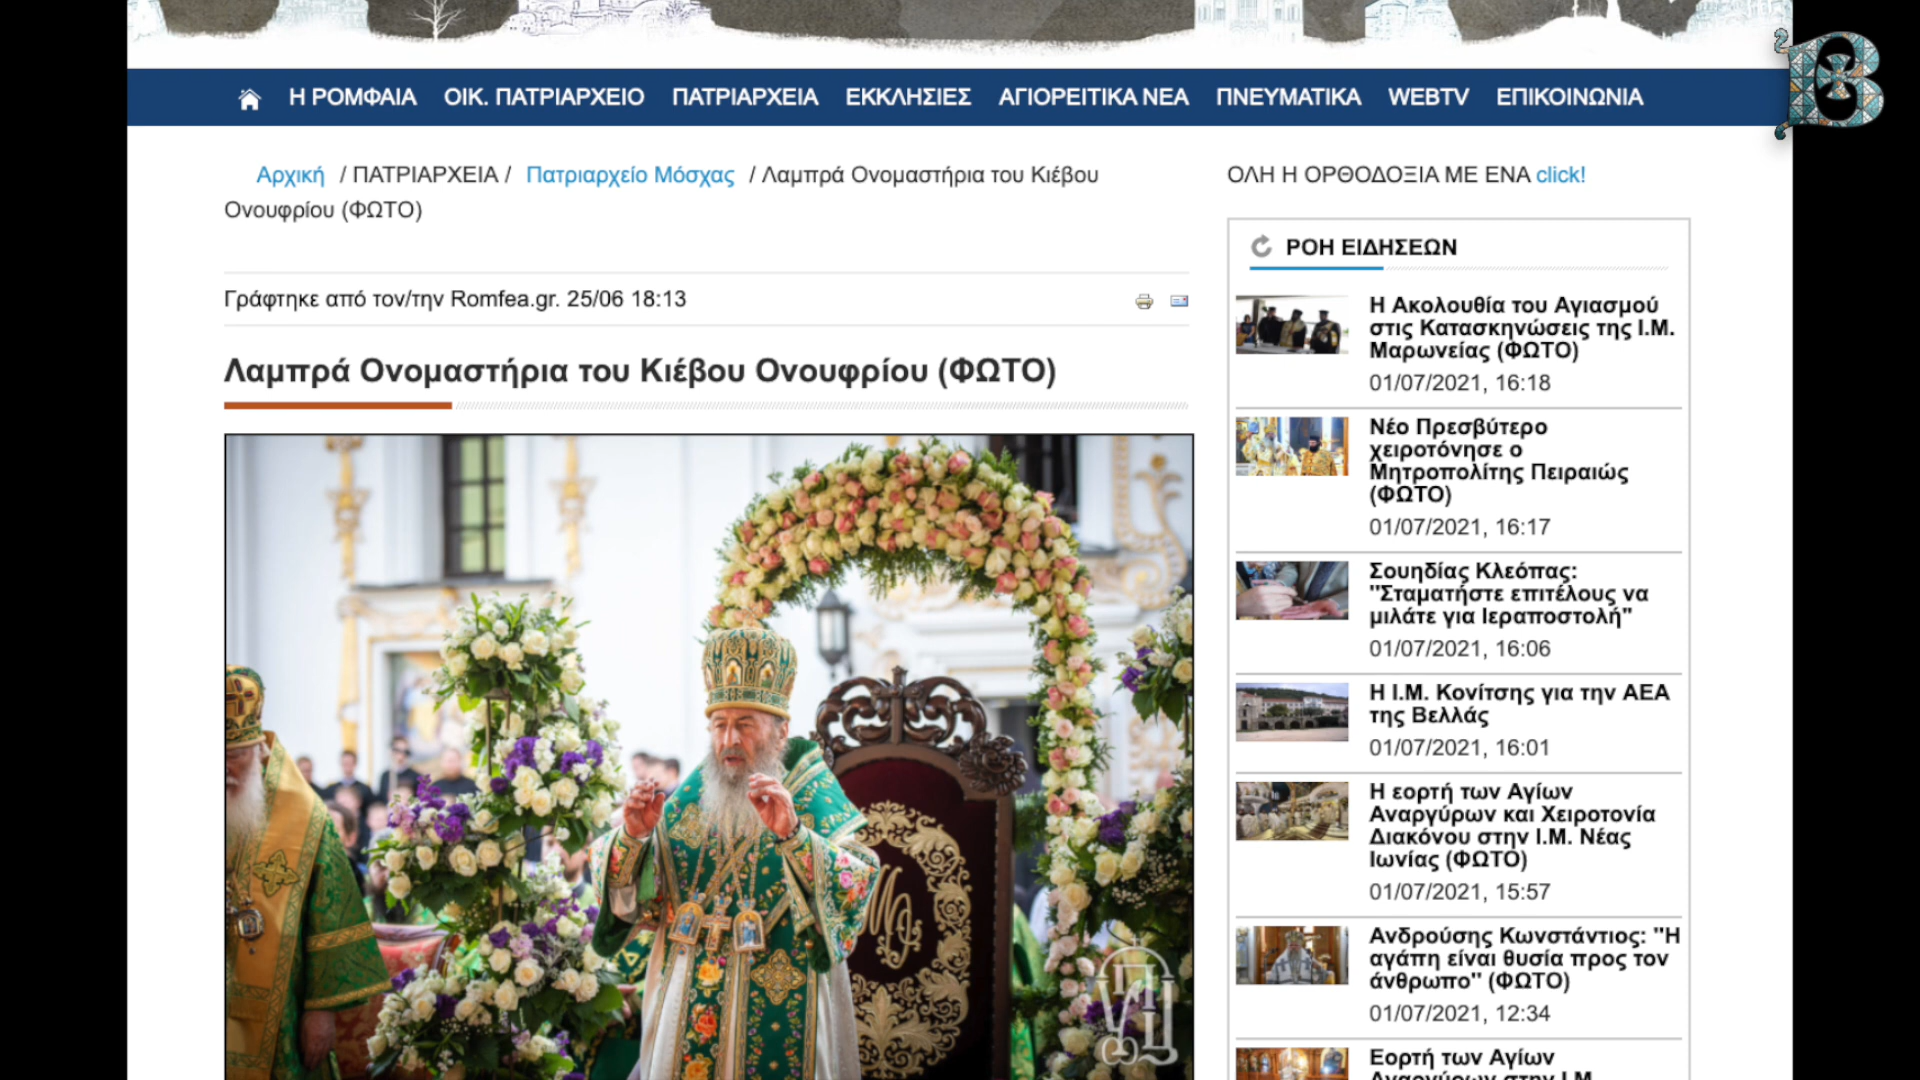 Η ΡΟΜΦΑΙΑ ΟΙΚ. ΠΑΤΡΙΑΡΧΕΙΟ ΠΑΤΡΙΑΡΧΕΙΑ ΕΚΚΛΗΣΙΕΣ ΑΓΙΟΡΕΙΤΙΚΑ ΝΕΑ ΠΝΕΥΜΑΤΙΚΑ WEBTV ΕΠΙΚΟΙΝΩΝΙΑ
Αρχική / ΠΑΤΡΙΑΡΧΕΙΑ / Πατριαρχείο Μόσχας / Λαμπρά Ονομαστήρια του Κιέβου
Ονουφρίου (ΦΩΤΟ)
Γράφτηκε από τον/την Romfea.gr. 25/06 18:13
Λαμπρά Ονομαστήρια του Κιέβου Ονουφρίου (ΦΩΤΟ)
ΟΛΗ Η ΟΡΘΟΔΟΞΙΑ ΜΕ ΕΝΑ click!
ΡΟΗ ΕΙΔΗΣΕΩΝ
Η Ακολουθία του Αγιασμού
στις Κατασκηνώσεις της Ι.Μ.
Μαρωνείας (ΦΩΤΟ)
01/07/2021, 16:18
Νέο Πρεσβύτερο
χειροτόνησε ο
Μητροπολίτης Πειραιώς
(ΦΩΤΟ)
01/07/2021, 16:17
Σουηδίας Κλεόπας:
"Σταματήστε επιτέλους να
μιλάτε για Ιεραποστολή"
01/07/2021, 16:06
Η Ι.Μ. Κονίτσης για την ΑΕΑ
της Βελλάς
01/07/2021, 16:01
Η εορτή των Αγίων
Αναργύρων και Χειροτονία
Διακόνου στην Ι.Μ. Νέας
Ιωνίας (ΦΩΤΟ)
01/07/2021, 15:57
Ανδρούσης Κωνστάντιος: "Η
αγάπη είναι θυσία προς τον
άνθρωπο" (ΦΩΤΟ)
01/07/2021, 12:34
Εορτή των Αγίων
Αναργύρων στην Ι.Μ.